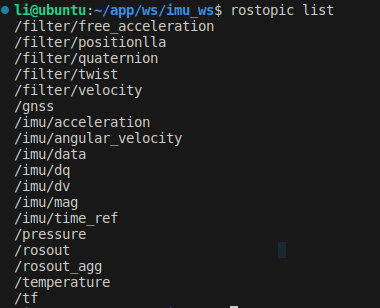 li@ubuntu:~/app/ws/imu_ws$ rostopic list
/filter/free_acceleration
/filter/positionlla
/filter/quaternion
/filter/twist
/filter/velocity
/gnss
/imu/acceleration
/imu/angular_velocity
/imu/data
/imu/dq
/imu/dv
/imu/mag
/imu/time_ref
/pressure
/rosout
/rosout_agg
/temperature
/tf